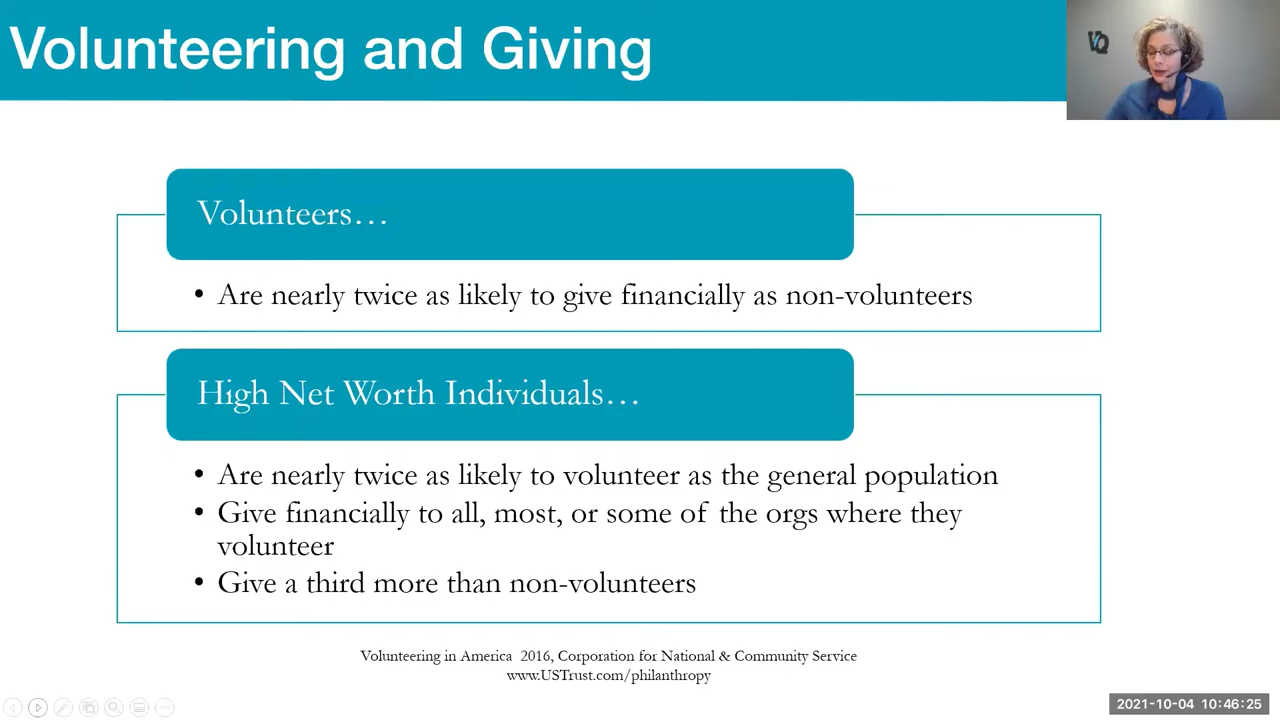 Volunteering and Giving
VQ
Volunteers…
• Are nearly twice as likely to give financially as non-volunteers
High Net Worth Individuals…
• Are nearly twice as likely to volunteer as the general population
• Give financially to all, most, or some of the orgs where they
volunteer
• Give a third more than non-volunteers
Volunteering in America 2016, Corporation for National & Community Service
www.USTrust.com/philanthropy
2021-10-04 10:46:25